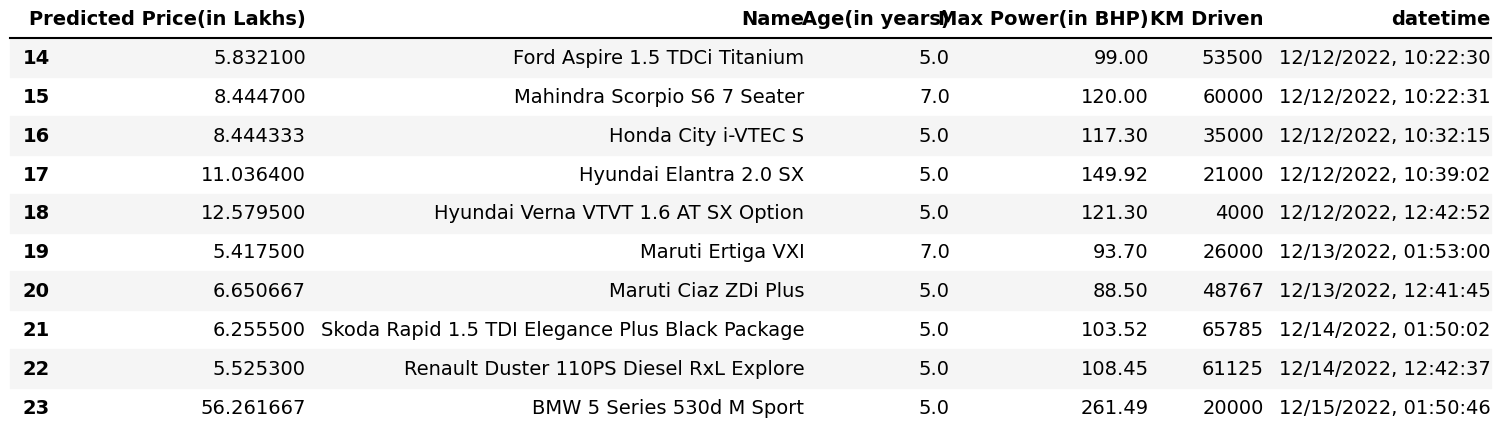 Predicted Price(in Lakhs) Name Age(in years) Max Power(in BHP) KM Driven datetime
14 5.832100 Ford Aspire 1.5 TDCi Titanium 5.0 99.00 53500 12/12/2022, 10:22:30
15 8.444700 Mahindra Scorpio S6 7 Seater 7.0 120.00 60000 12/12/2022, 10:22:31
16 8.444333 Honda City i-VTEC S 5.0 117.30 35000 12/12/2022, 10:32:15
17 11.036400 Hyundai Elantra 2.0 SX 5.0 149.92 21000 12/12/2022, 10:39:02
18 12.579500 Hyundai Verna VTVT 1.6 AT SX Option 5.0 121.30 4000 12/12/2022, 12:42:52
19 5.417500 Maruti Ertiga VXI 7.0 93.70 26000 12/13/2022, 01:53:00
20 6.650667 Maruti Ciaz ZDi Plus 5.0 88.50 48767 12/13/2022, 12:41:45
21 6.255500 Skoda Rapid 1.5 TDI Elegance Plus Black Package 5.0 103.52 65785 12/14/2022, 01:50:02
22 5.525300 Renault Duster 110PS Diesel RxL Explore 5.0 108.45 61125 12/14/2022, 12:42:37
23 56.261667 BMW 5 Series 530d M Sport 5.0 261.49 20000 12/15/2022, 01:50:46